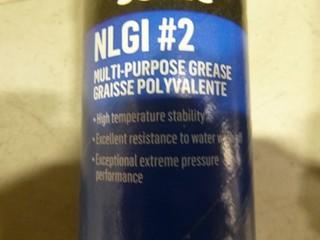 NLGI #2
MULTI-PURPOSE GREASE
GRAISSE POLYVALENTE
• High temperature stability
• Excellent resistance to water
• Exceptional extreme pressure
performance